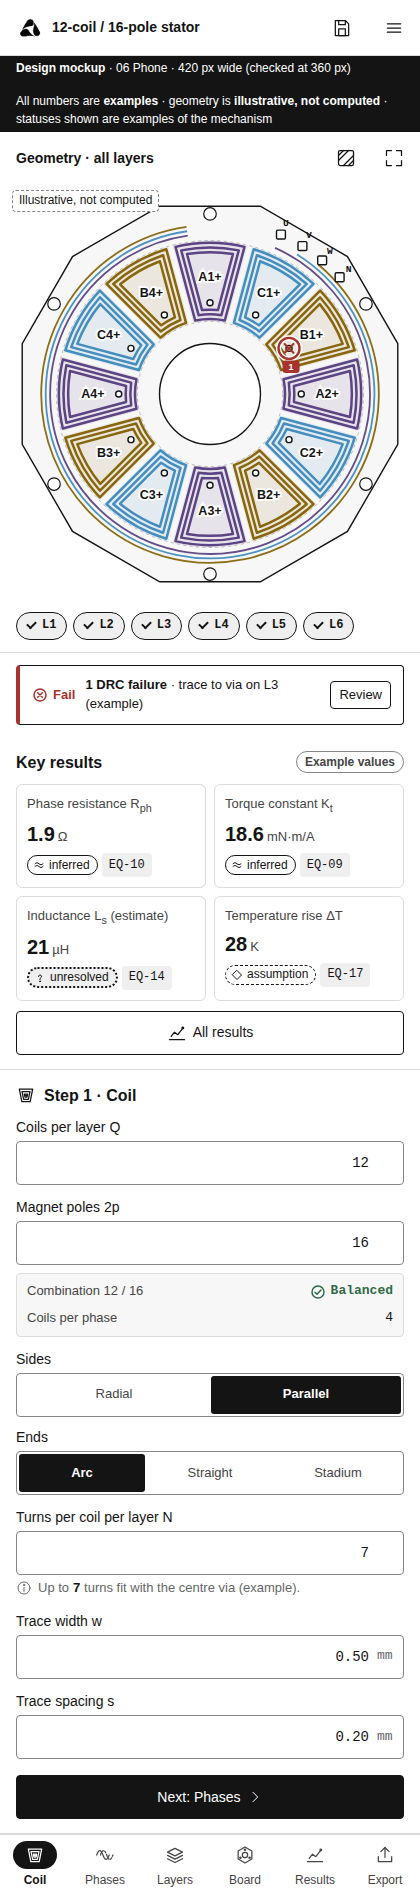 12-coil / 16-pole stator
Design mockup · 06 Phone · 420 px wide (checked at 360 px)
All numbers are examples · geometry is illustrative, not computed ·
statuses shown are examples of the mechanism
Geometry · all layers
Illustrative, not computed
U
V
W
N
A1+
C1+
B1+
1
A2+
C2+
B2+
A3+
C3+
B3+
A4+
C4+
B4+
L1 L2 L3 L4 L5 L6
Fail 1 DRC failure · trace to via on L3
(example)
Review
Key results Example values
Phase resistance Rph
1.9 Ω
inferred EQ-10
Torque constant Kt
18.6 mN·m/A
inferred EQ-09
Inductance Ls (estimate)
21 µH
? unresolved EQ-14
Temperature rise ΔT
28 K
assumption EQ-17
All results
Step 1 · Coil
Coils per layer Q
12
Magnet poles 2p
16
Combination 12 / 16 Balanced
Coils per phase 4
Sides
Radial Parallel
Ends
Arc Straight Stadium
Turns per coil per layer N
7
Up to 7 turns fit with the centre via (example).
Trace width w
0.50 mm
Trace spacing s
0.20 mm
Next: Phases
Coil Phases Layers Board Results Export